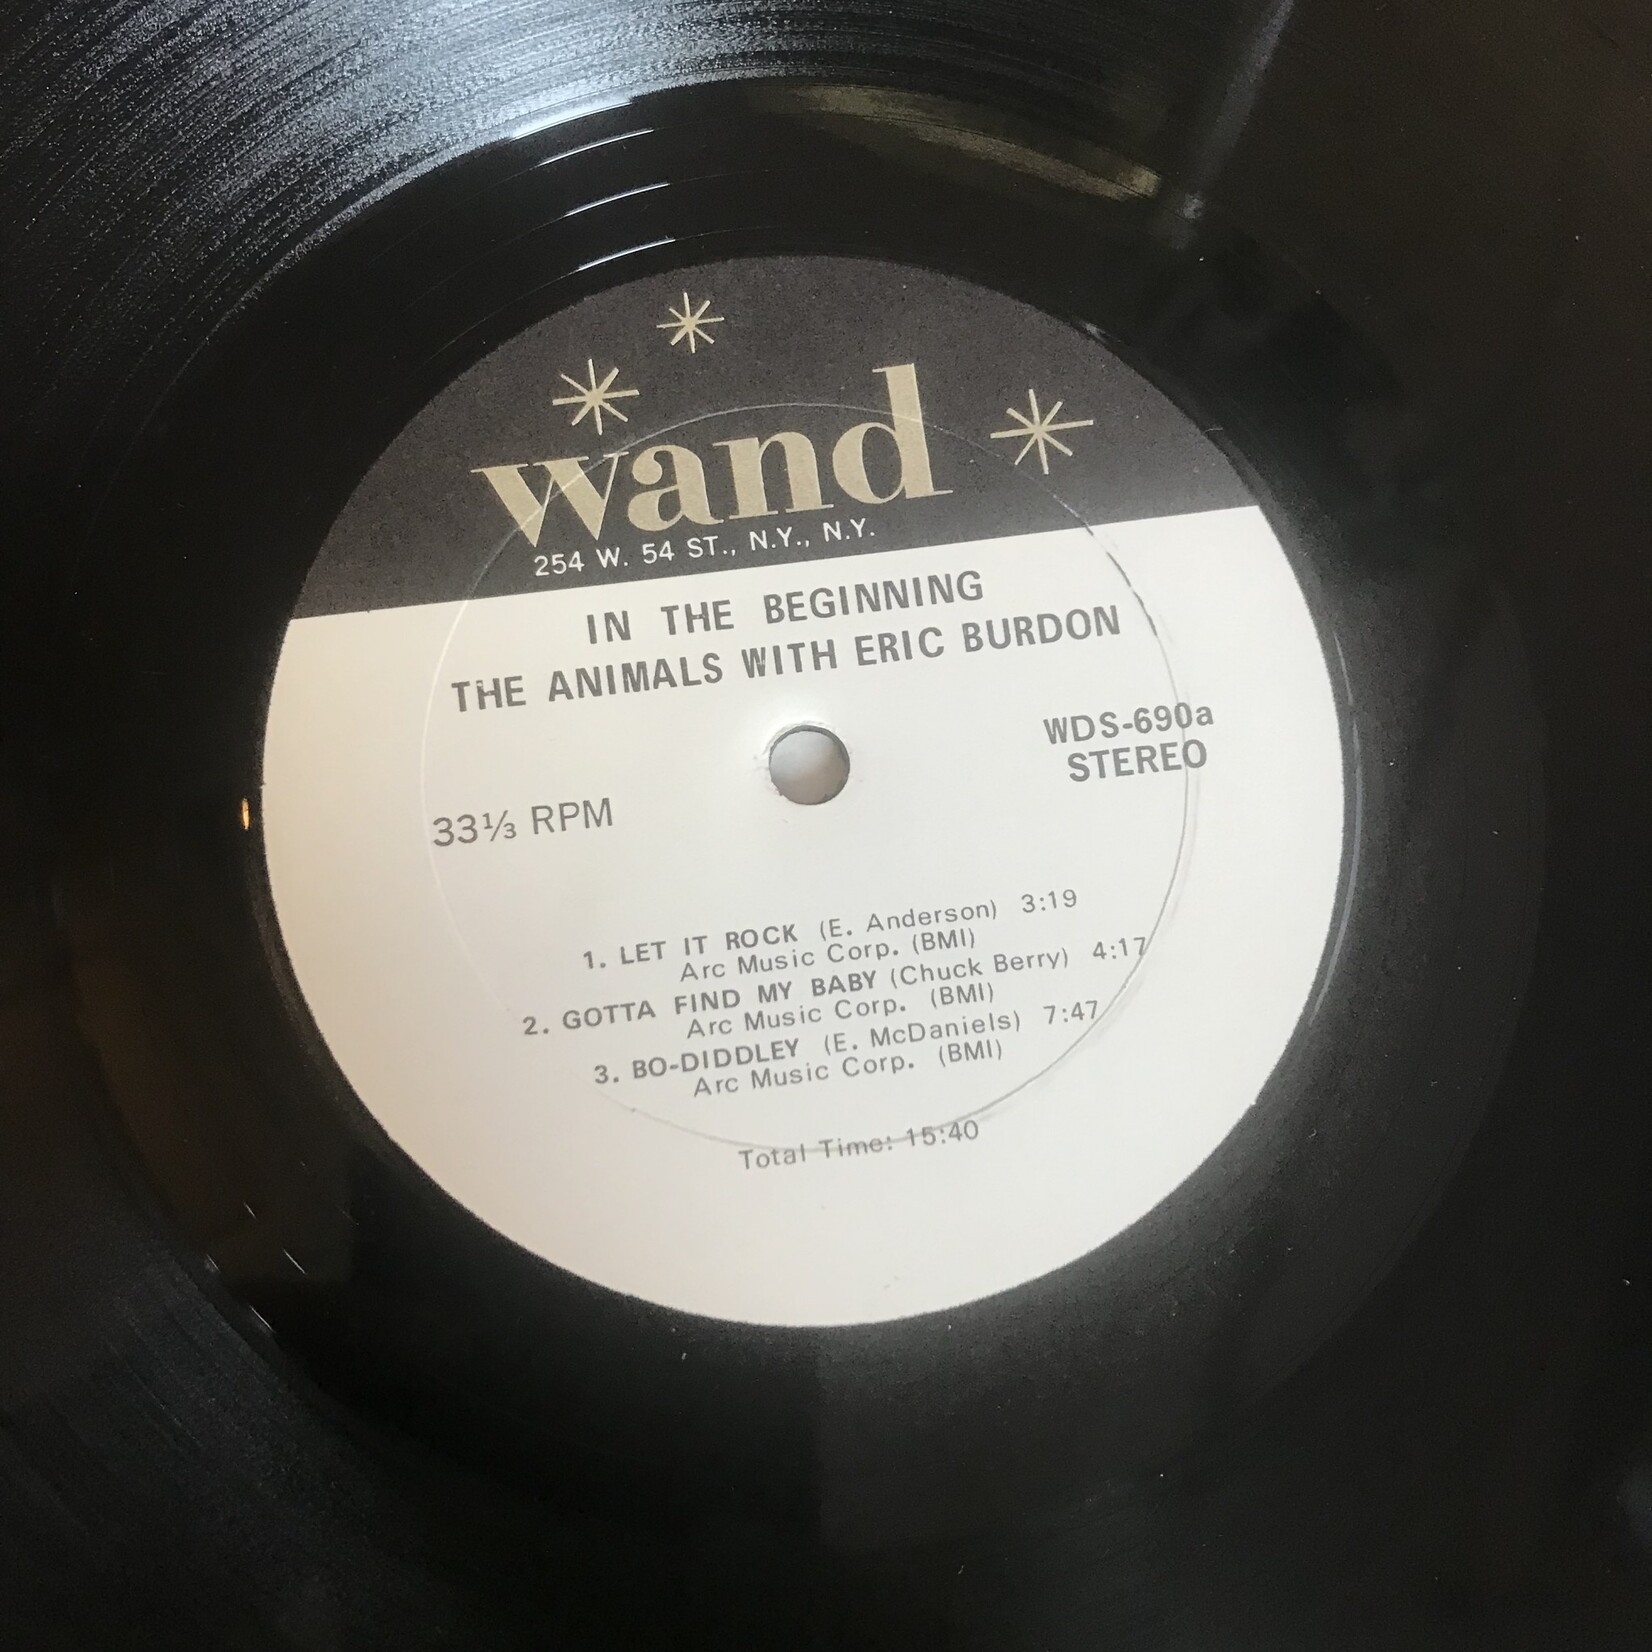 wand
254 W. 54 ST., N.Y., N.Y.
IN THE BEGINNING
THE ANIMALS WITH ERIC BURDON
WDS-690a
STEREO
33⅓ RPM
1. LET IT ROCK (E. Anderson) 3:19
Arc Music Corp. (BMI)
2. GOTTA FIND MY BABY (Chuck Berry) 4:17
Arc Music Corp. (BMI)
3. BO-DIDDLEY (E. McDaniels) 7:47
Arc Music Corp. (BMI)
Total Time: 15:40